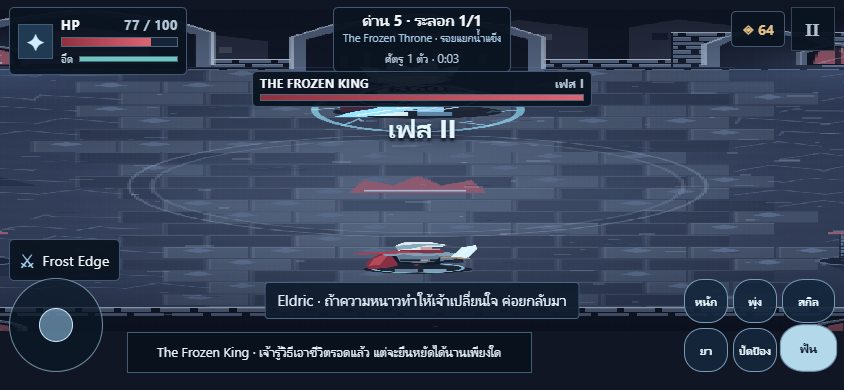 HP 77 / 100
อึด
ด่าน 5 · ระลอก 1/1
The Frozen Throne · รอยแยกน้ำแข็ง
ศัตรู 1 ตัว · 0:03
64
II
THE FROZEN KING เฟส I
เฟส II
Frost Edge
Eldric · ถ้าความหนาวทำให้เจ้าเปลี่ยนใจ ค่อยกลับมา
The Frozen King · เจ้ารู้วิธีเอาชีวิตรอดแล้ว แต่จะยืนหยัดได้นานเพียงใด
หนัก พุ่ง สกิล
ยา ปัดป้อง ฟัน